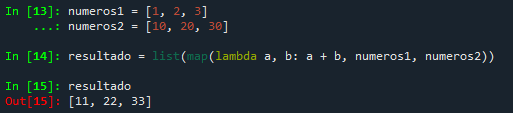 In [13]: numeros1 = [1, 2, 3]
    ...: numeros2 = [10, 20, 30]
In [14]: resultado = list(map(lambda a, b: a + b, numeros1, numeros2))
In [15]: resultado
Out[15]: [11, 22, 33]